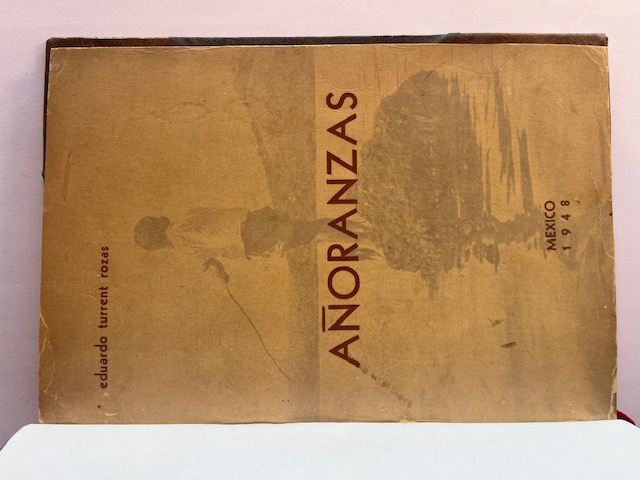 eduardo turrent rozas
AÑORANZAS
MEXICO
1948